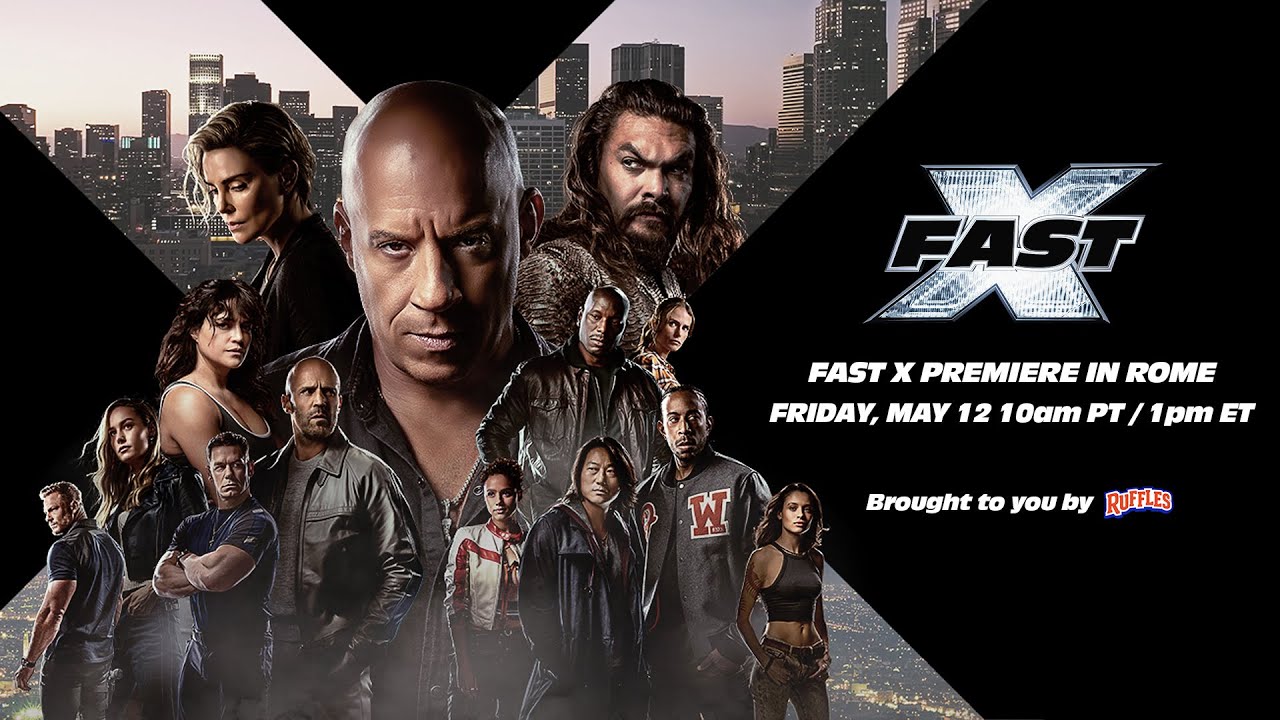 FAST X
FAST X PREMIERE IN ROME
FRIDAY, MAY 12 10am PT / 1pm ET
Brought to you by RUFFLES
W